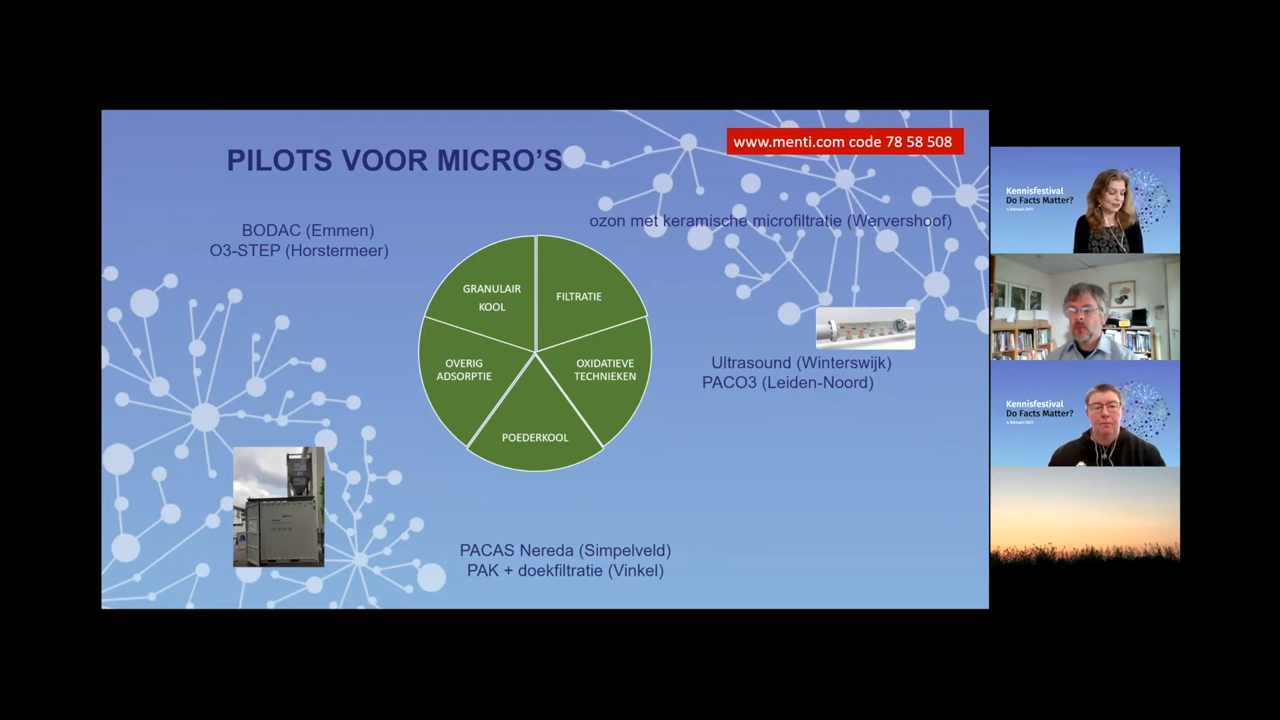 PILOTS VOOR MICRO'S
www.menti.com code 78 58 508
BODAC (Emmen)
O3-STEP (Horstermeer)
ozon met keramische microfiltratie (Wervershoof)
GRANULAIR
KOOL
FILTRATIE
OVERIG
ADSORPTIE
OXIDATIEVE
TECHNIEKEN
POEDERKOOL
Ultrasound (Winterswijk)
PACO3 (Leiden-Noord)
PACAS Nereda (Simpelveld)
PAK + doekfiltratie (Vinkel)
Kennisfestival
Do Facts Matter?
Kennisfestival
Do Facts Matter?